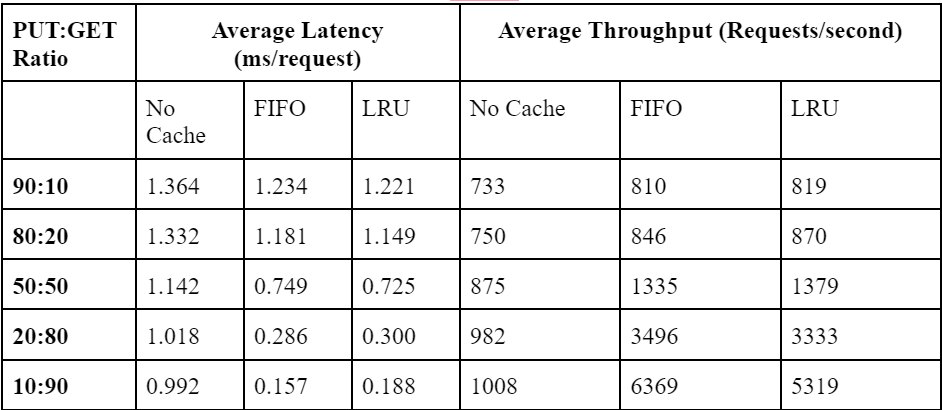 PUT:GET Ratio | Average Latency (ms/request) | Average Throughput (Requests/second)
No Cache | FIFO | LRU | No Cache | FIFO | LRU
90:10 | 1.364 | 1.234 | 1.221 | 733 | 810 | 819
80:20 | 1.332 | 1.181 | 1.149 | 750 | 846 | 870
50:50 | 1.142 | 0.749 | 0.725 | 875 | 1335 | 1379
20:80 | 1.018 | 0.286 | 0.300 | 982 | 3496 | 3333
10:90 | 0.992 | 0.157 | 0.188 | 1008 | 6369 | 5319